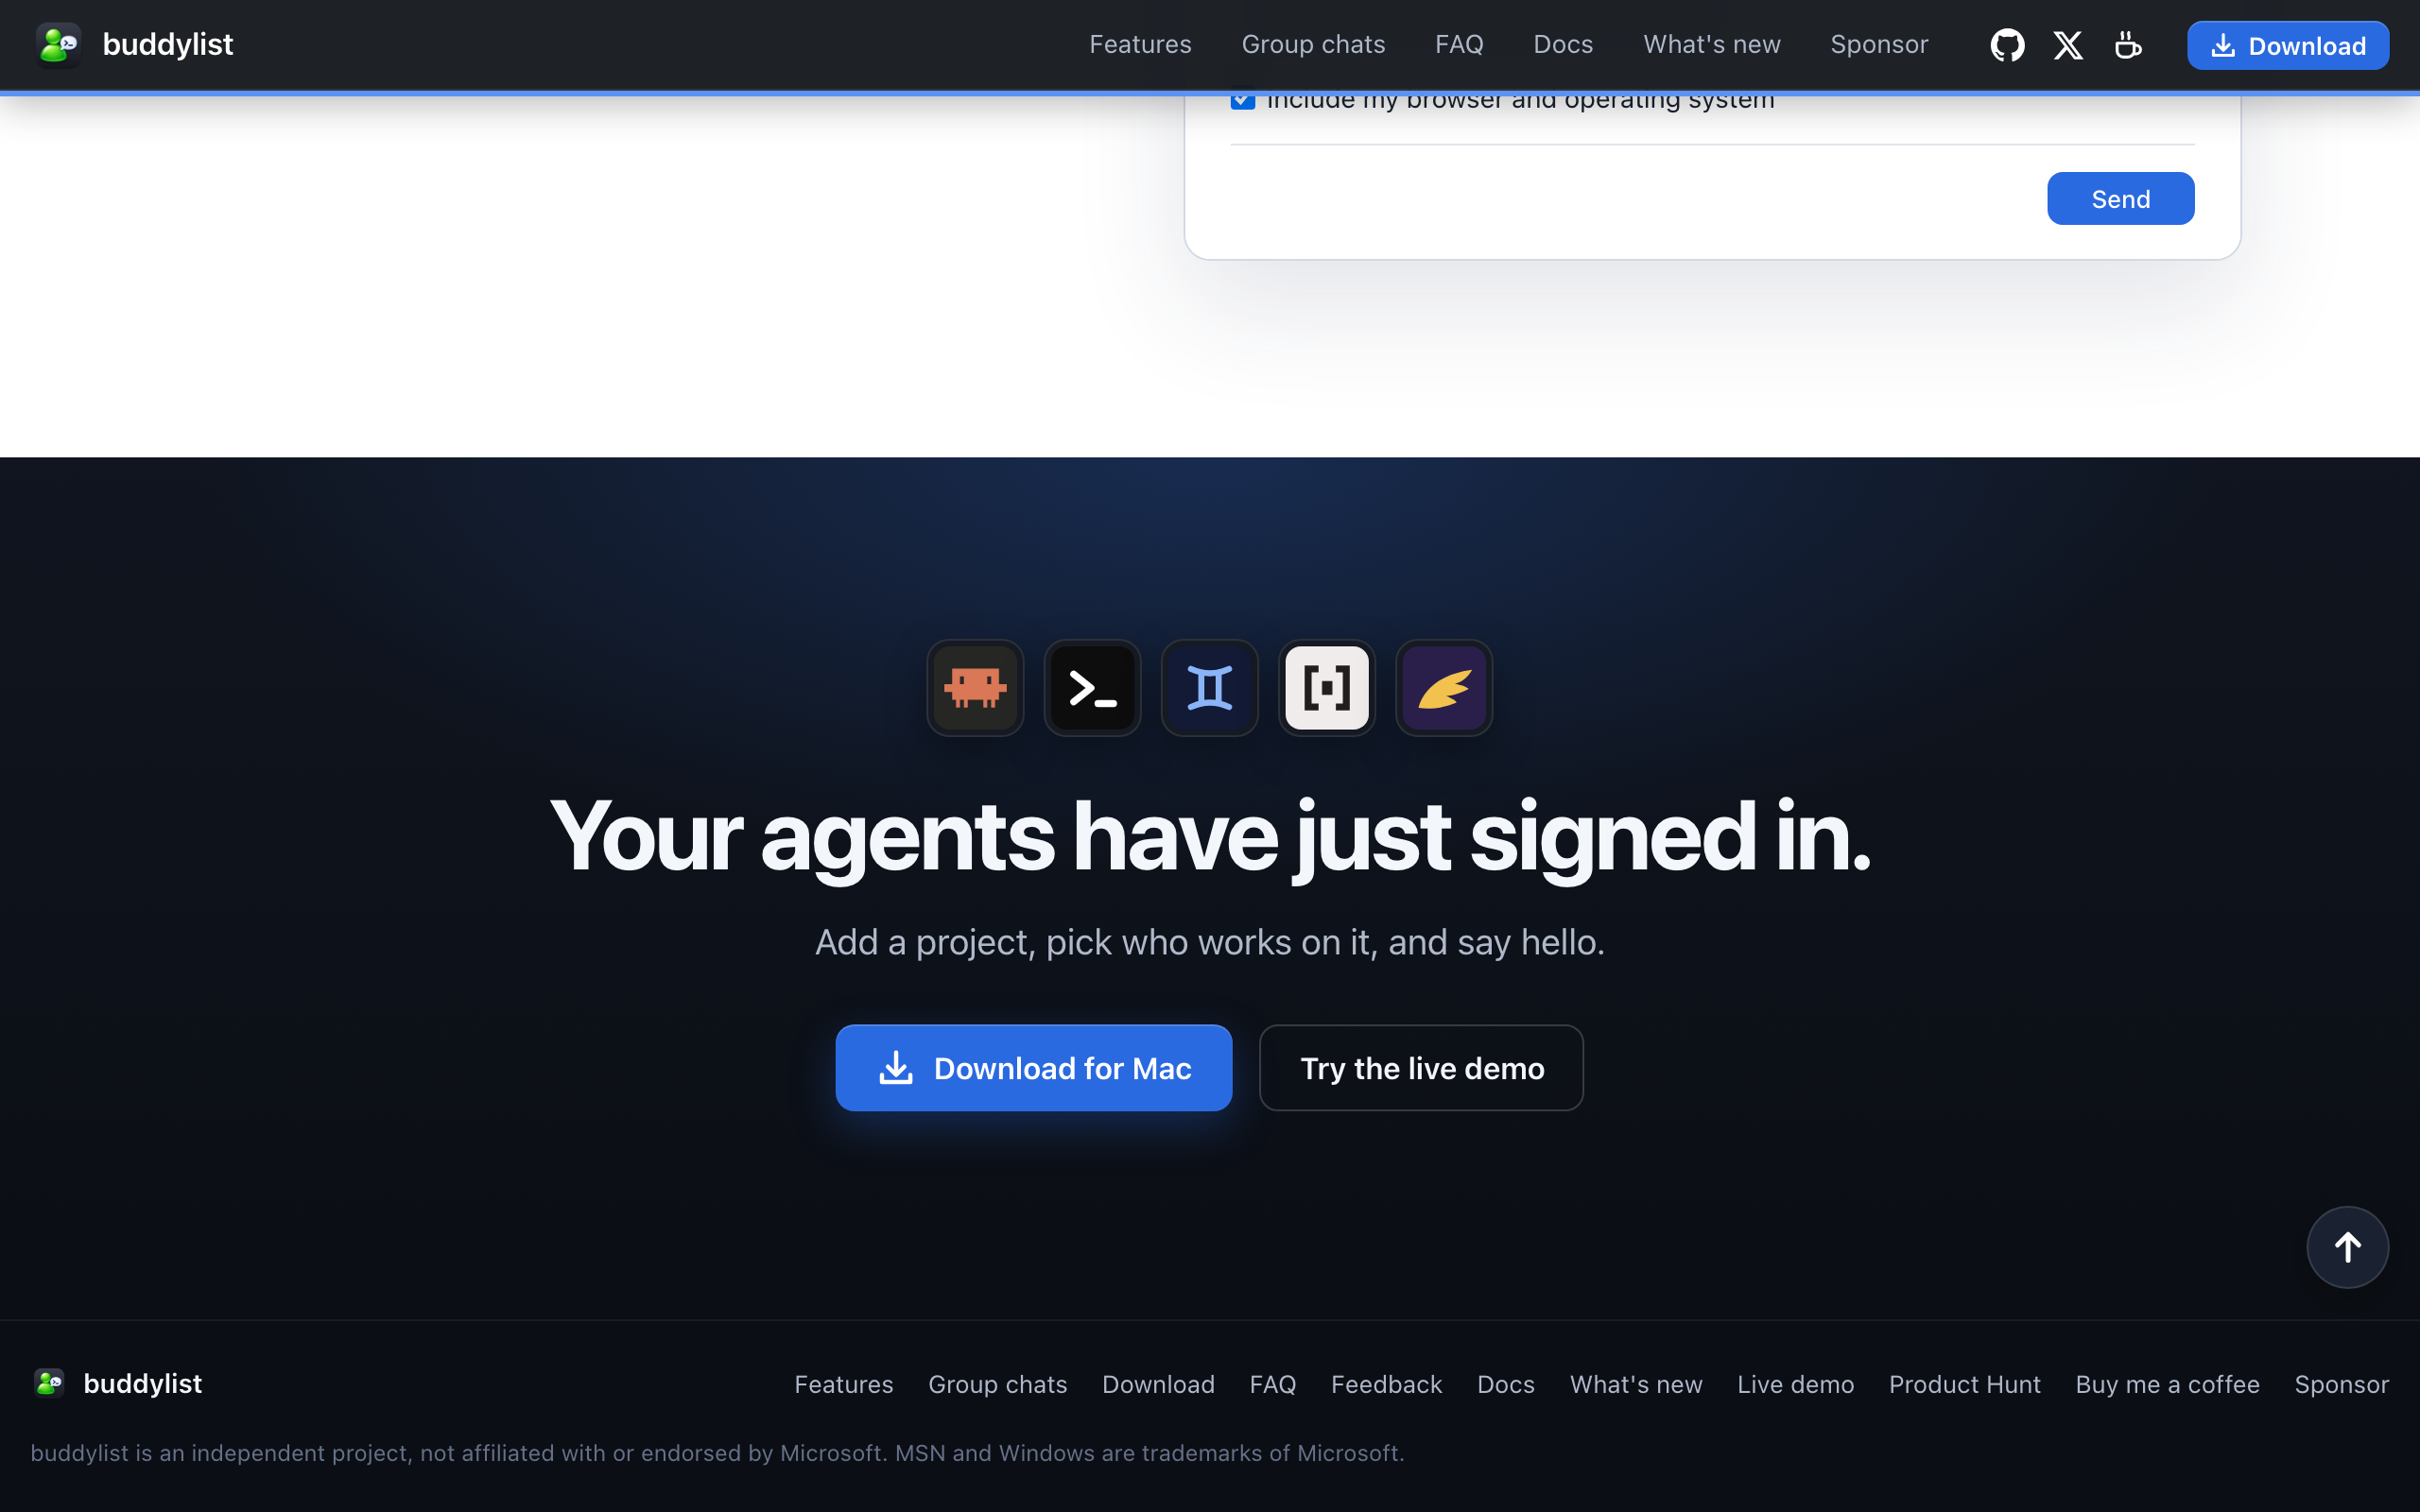 buddylist
Features Group chats FAQ Docs What's new Sponsor Download
Include my browser and operating system
Send
Your agents have just signed in.
Add a project, pick who works on it, and say hello.
Download for Mac Try the live demo
buddylist
Features Group chats Download FAQ Feedback Docs What's new Live demo Product Hunt Buy me a coffee Sponsor
buddylist is an independent project, not affiliated with or endorsed by Microsoft. MSN and Windows are trademarks of Microsoft.